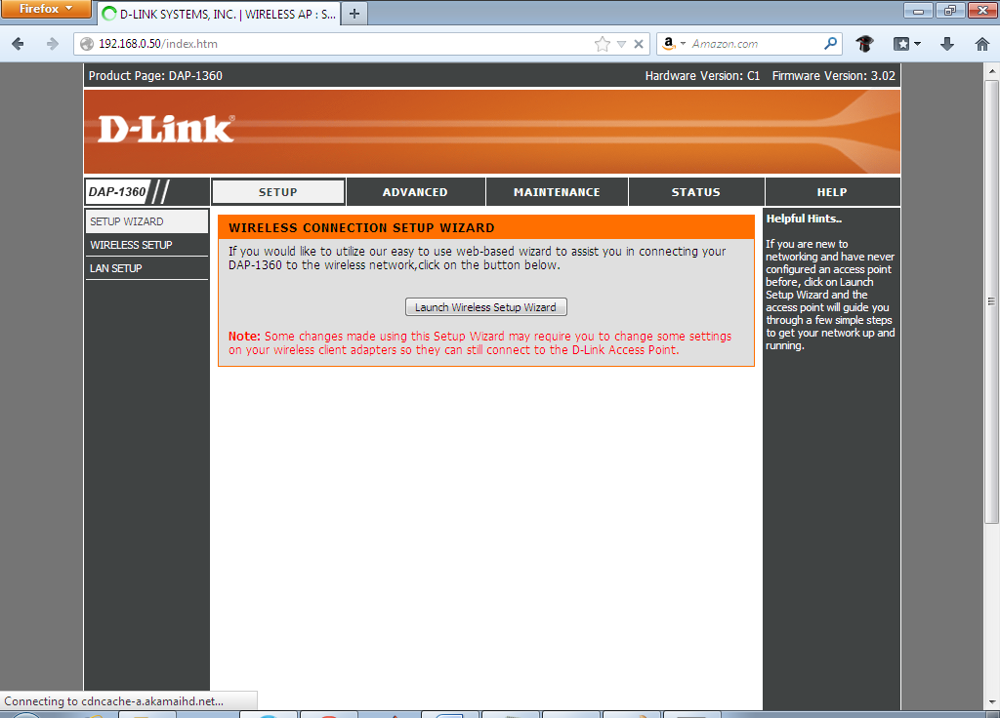 Firefox
D-LINK SYSTEMS, INC. | WIRELESS AP : S...
192.168.0.50/index.htm
Amazon.com
Product Page: DAP-1360
Hardware Version: C1 Firmware Version: 3.02
D-Link
DAP-1360
SETUP
ADVANCED
MAINTENANCE
STATUS
HELP
SETUP WIZARD
WIRELESS SETUP
LAN SETUP
WIRELESS CONNECTION SETUP WIZARD
If you would like to utilize our easy to use web-based wizard to assist you in connecting your
DAP-1360 to the wireless network,click on the button below.
Launch Wireless Setup Wizard
Note: Some changes made using this Setup Wizard may require you to change some settings
on your wireless client adapters so they can still connect to the D-Link Access Point.
Helpful Hints..
If you are new to
networking and have never
configured an access point
before, click on Launch
Setup Wizard and the
access point will guide you
through a few simple steps
to get your network up and
running.
Connecting to cdncache-a.akamaihd.net...